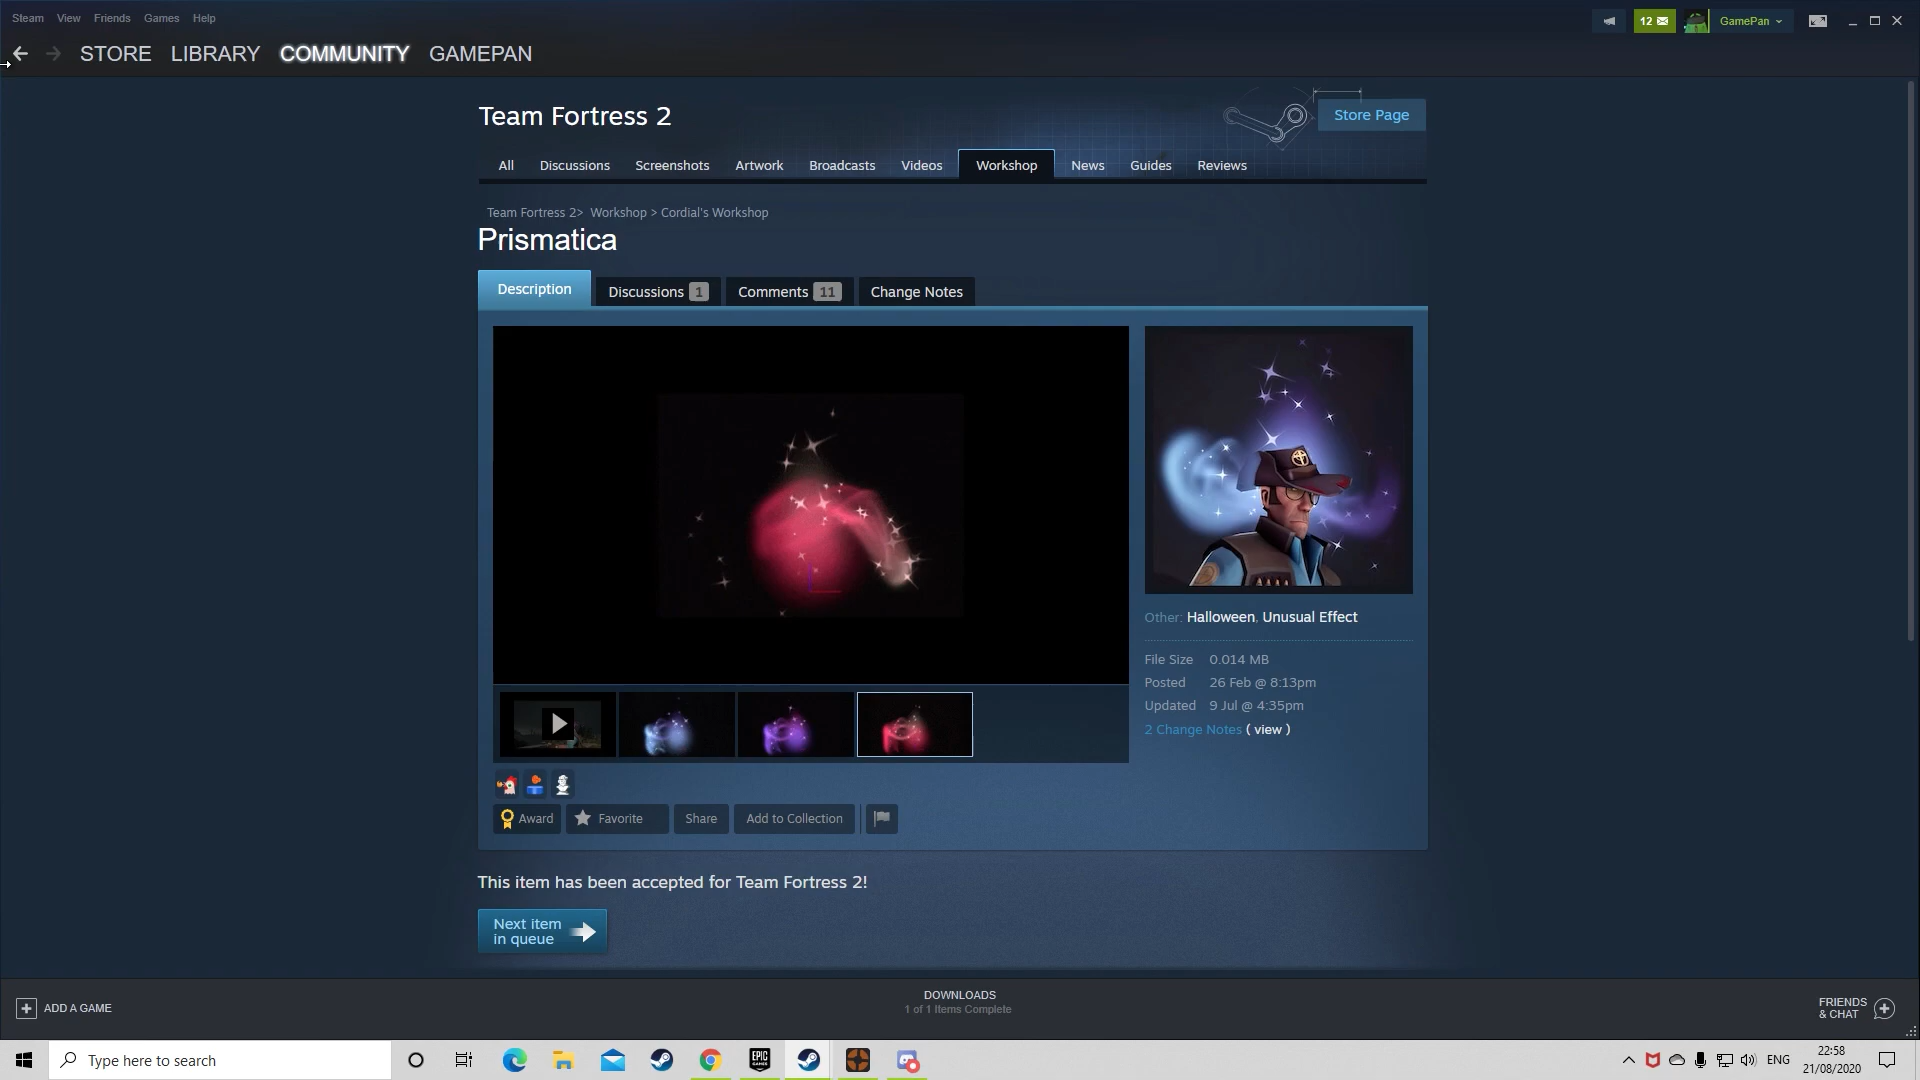 Steam View Friends Games Help
12 GamePan
STORE LIBRARY COMMUNITY GAMEPAN
Team Fortress 2
Store Page
All Discussions Screenshots Artwork Broadcasts Videos Workshop News Guides Reviews
Team Fortress 2> Workshop > Cordial's Workshop
Prismatica
Description Discussions 1 Comments 11 Change Notes
Other: Halloween, Unusual Effect
File Size 0.014 MB
Posted 26 Feb @ 8:13pm
Updated 9 Jul @ 4:35pm
2 Change Notes ( view )
Award Favorite Share Add to Collection
This item has been accepted for Team Fortress 2!
Next item
in queue
ADD A GAME
DOWNLOADS
1 of 1 Items Complete
FRIENDS
& CHAT
Type here to search
EPIC
GAMES
ENG
22:58
21/08/2020